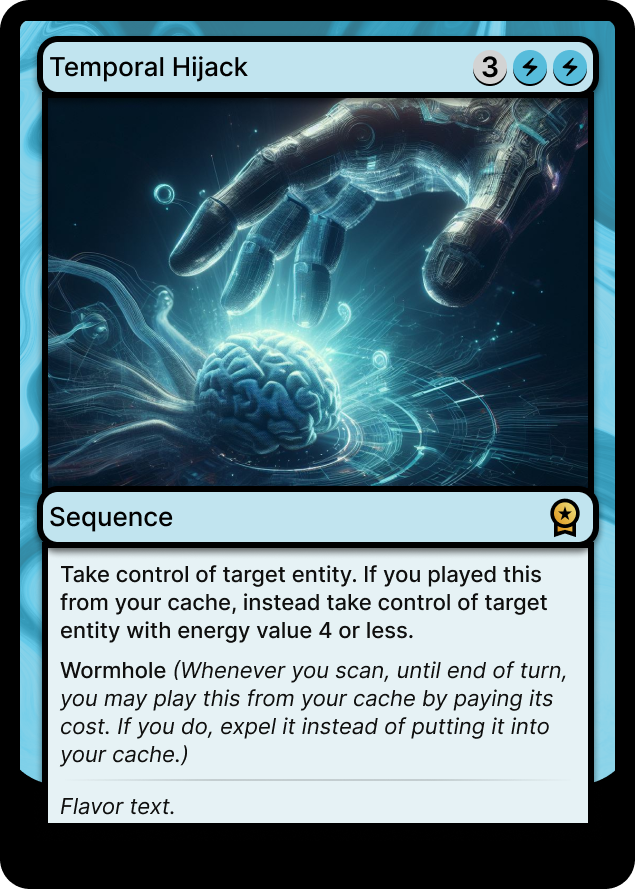 Temporal Hijack 3
Sequence
Take control of target entity. If you played this
from your cache, instead take control of target
entity with energy value 4 or less.
Wormhole (Whenever you scan, until end of turn,
you may play this from your cache by paying its
cost. If you do, expel it instead of putting it into
your cache.)
Flavor text.